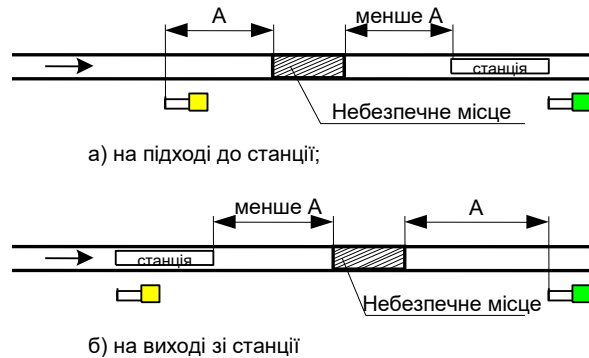 А
менше А
станція
Небезпечне місце
а) на підході до станції;
менше А
А
станція
Небезпечне місце
б) на виході зі станції